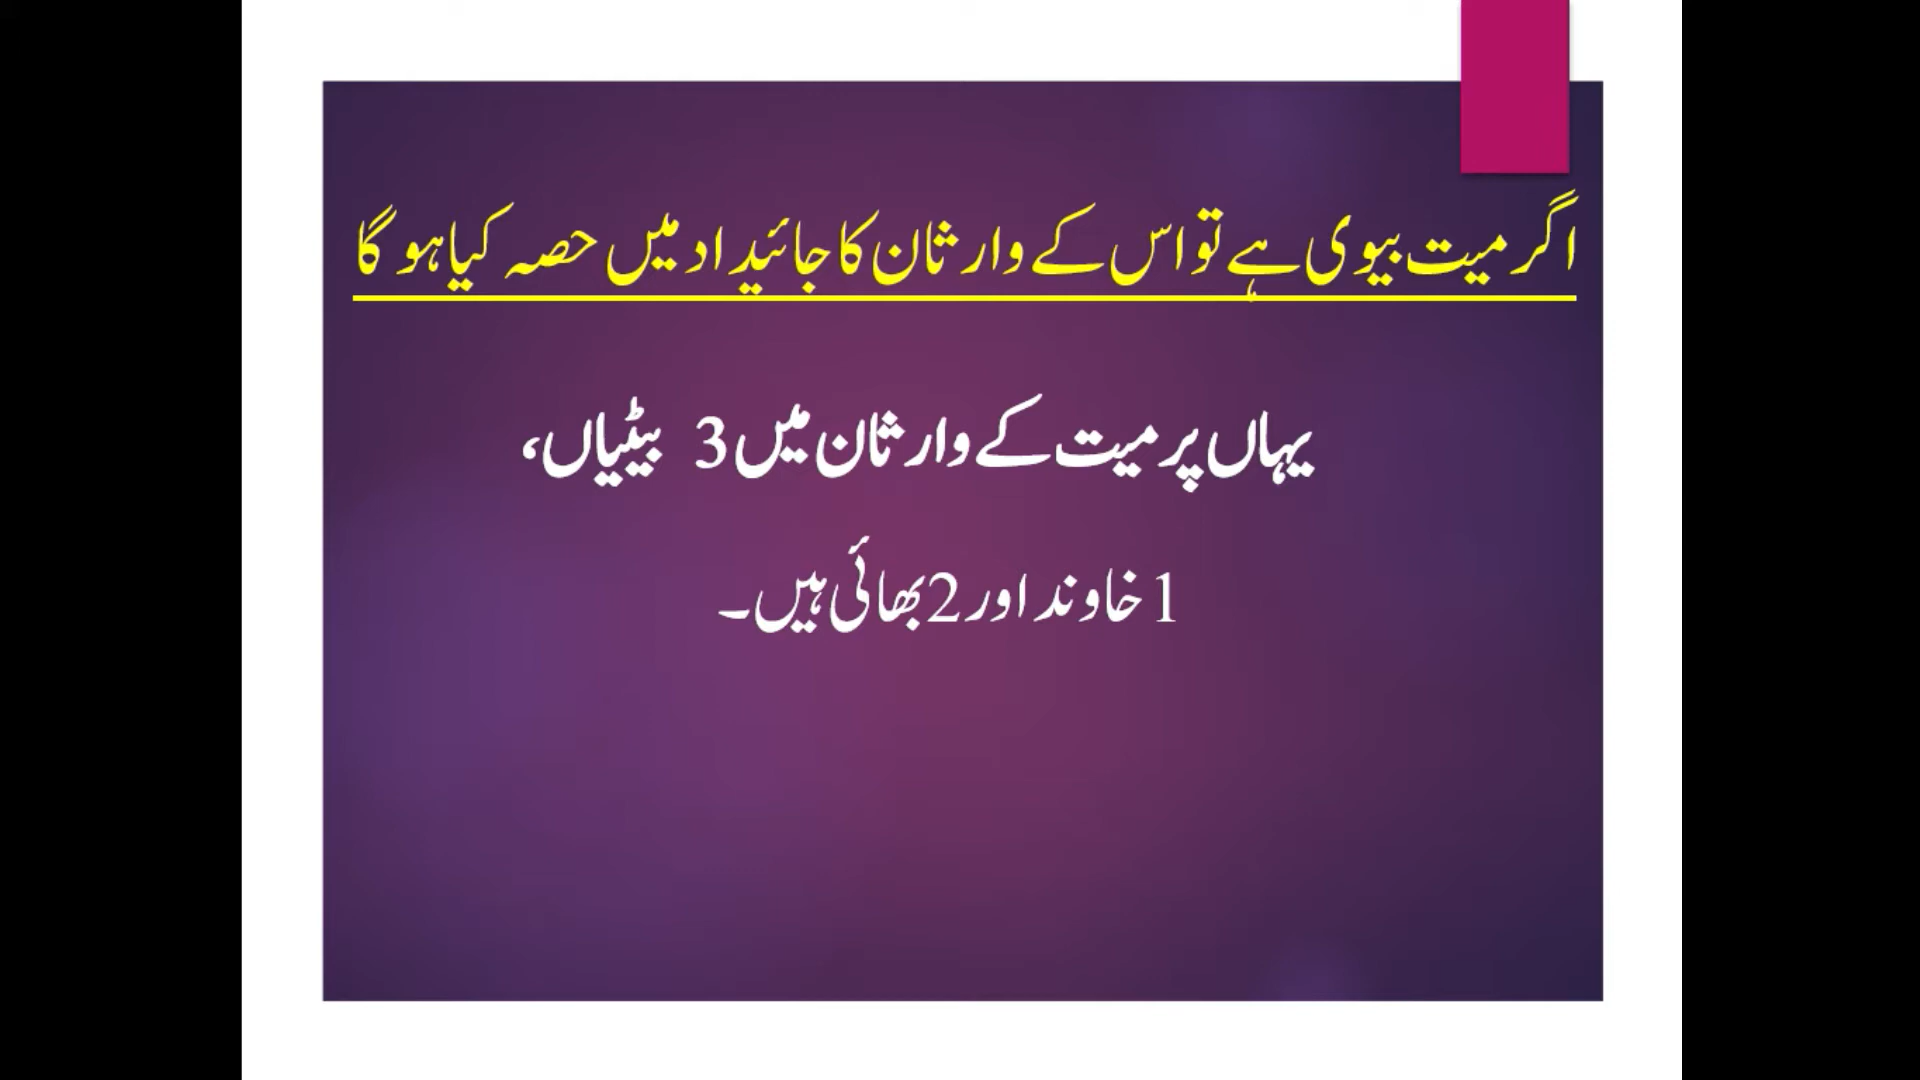 اگر میت بیوی ہے تو اس کے وارثان کا جائیداد میں حصہ کیا ہو گا
یہاں پر میت کے وارثان میں 3 بیٹیاں،
1 خاوند اور 2 بھائی ہیں۔